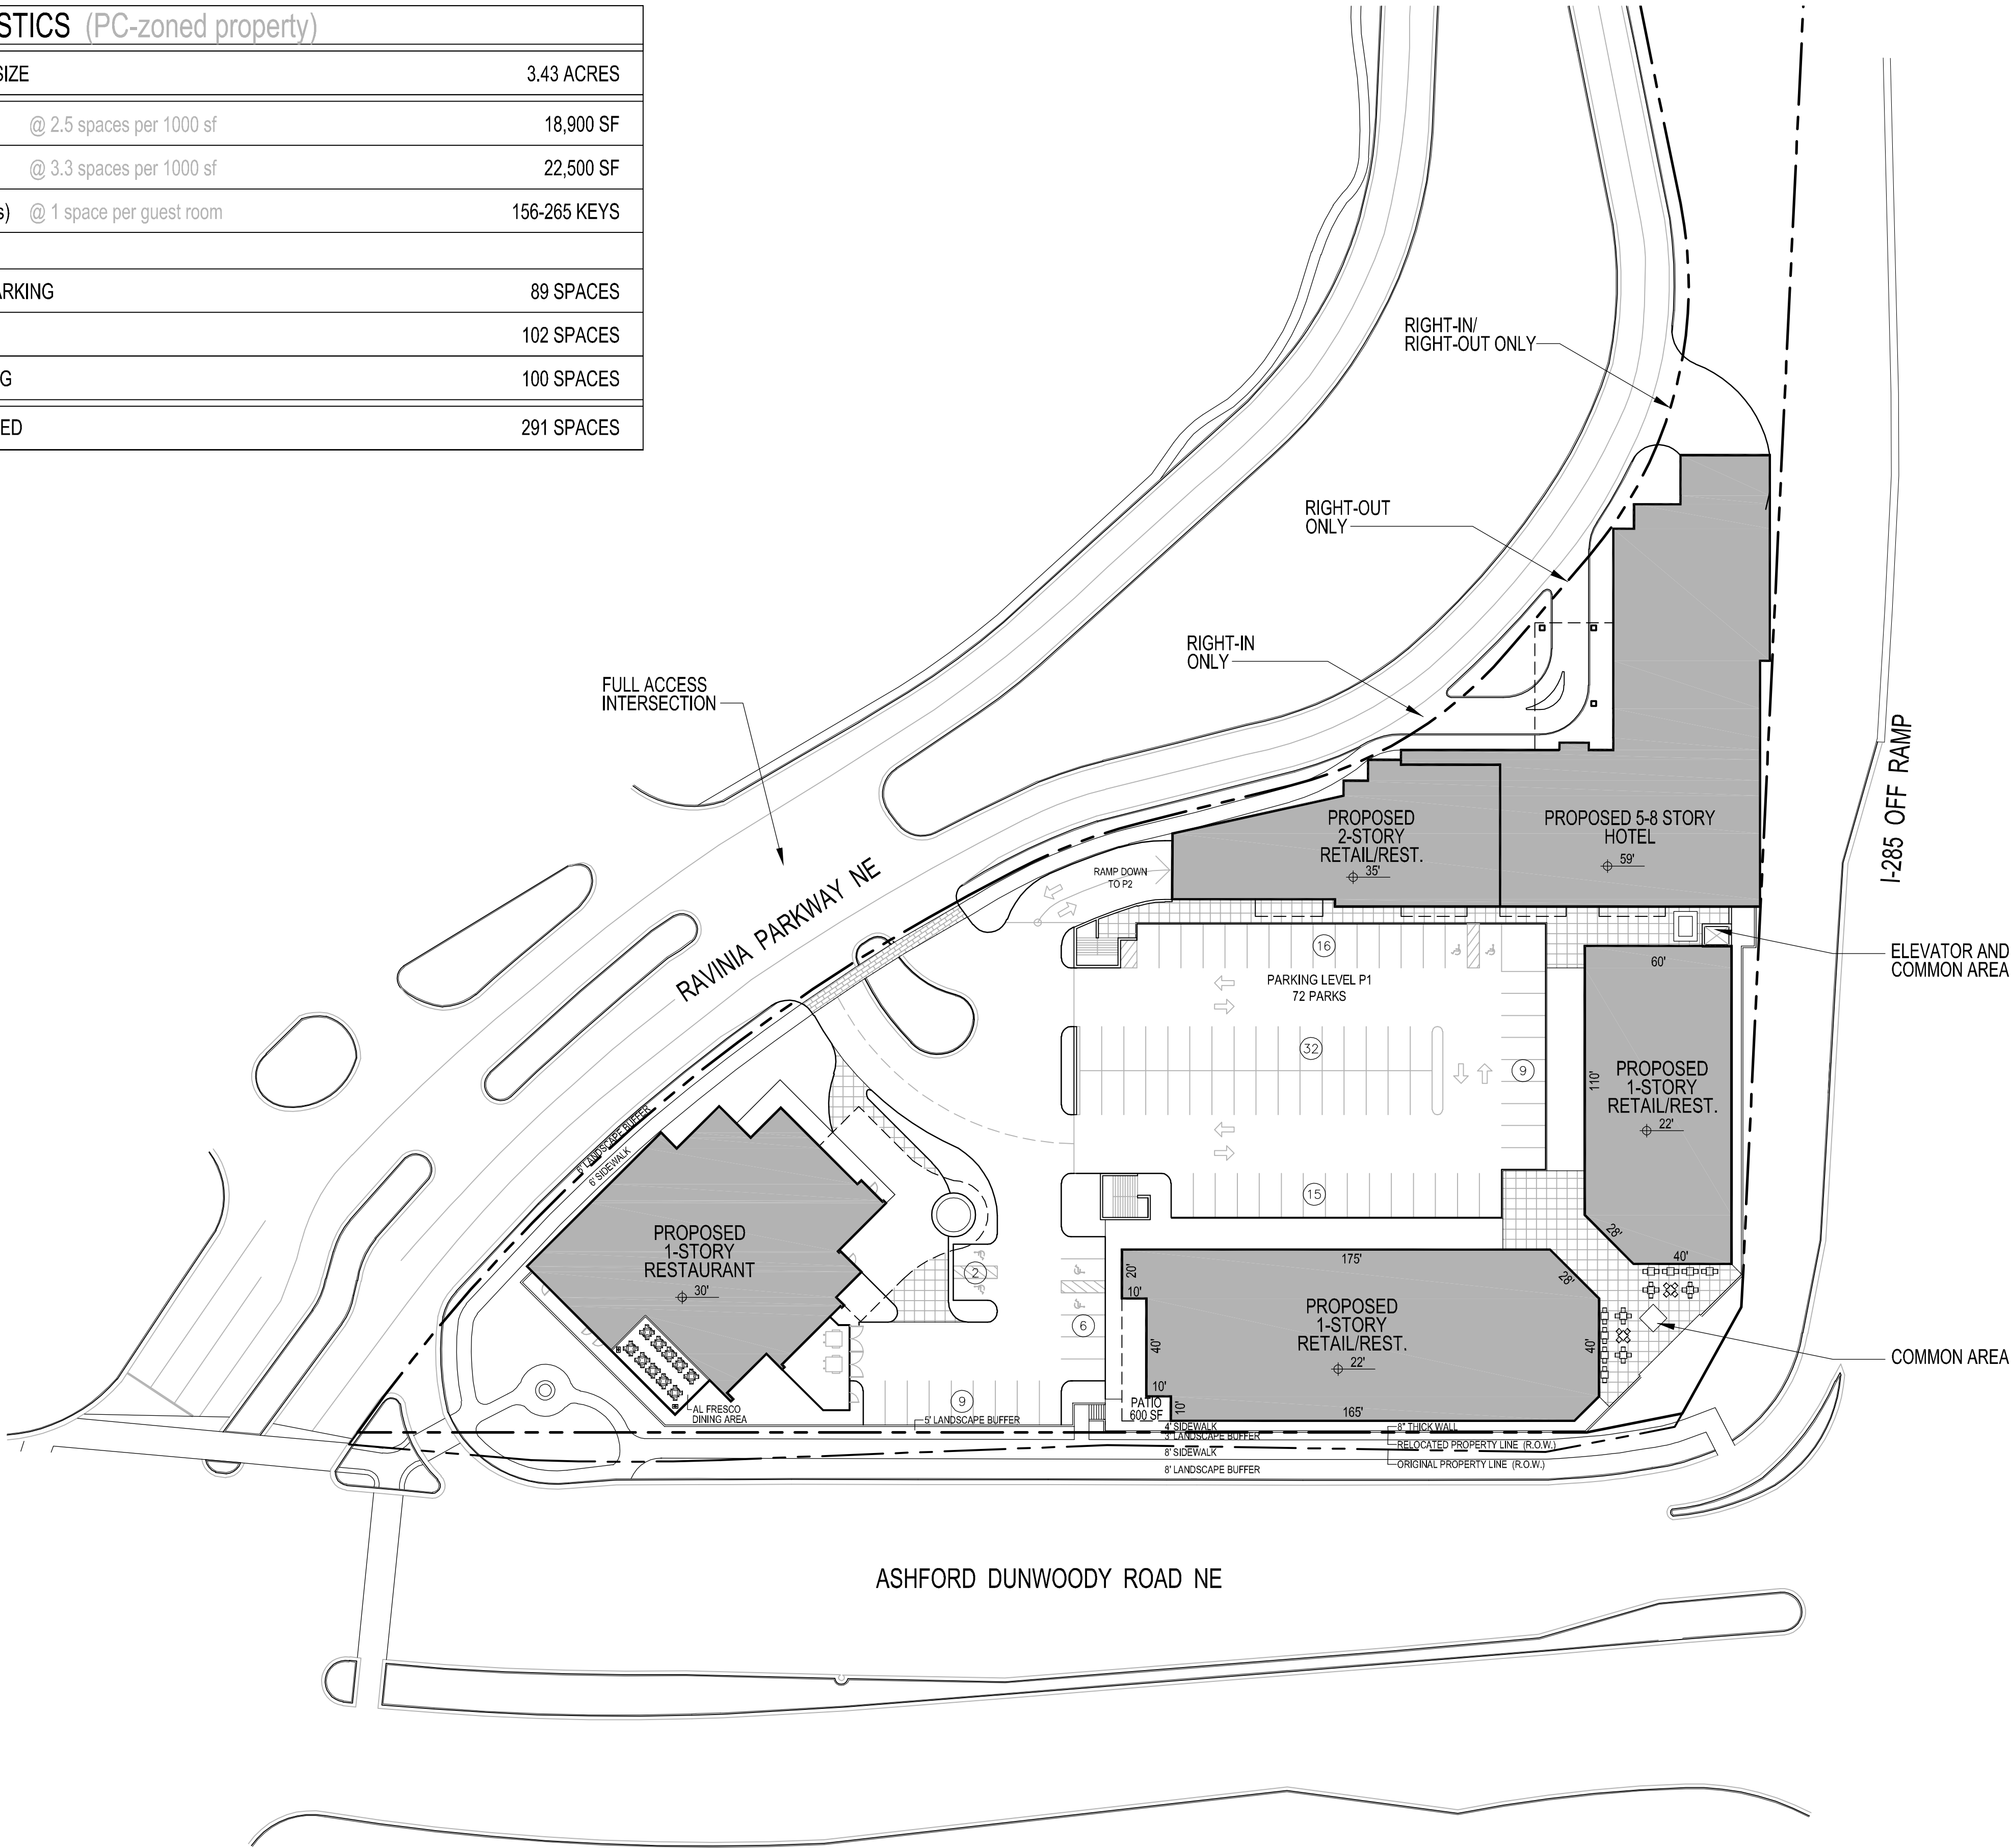 STICS (PC-zoned property)
SIZE 3.43 ACRES
@ 2.5 spaces per 1000 sf 18,900 SF
@ 3.3 spaces per 1000 sf 22,500 SF
s) @ 1 space per guest room 156-265 KEYS
ARKING 89 SPACES
102 SPACES
G 100 SPACES
ED 291 SPACES
RIGHT-IN/
RIGHT-OUT ONLY
RIGHT-OUT
ONLY
RIGHT-IN
ONLY
FULL ACCESS
INTERSECTION
RAVINIA PARKWAY NE
I-285 OFF RAMP
PROPOSED
2-STORY
RETAIL/REST.
35'
PROPOSED 5-8 STORY
HOTEL
59'
RAMP DOWN
TO P2
16
PARKING LEVEL P1
72 PARKS
32
9
15
ELEVATOR AND
COMMON AREA
60'
110'
PROPOSED
1-STORY
RETAIL/REST.
22'
28'
40'
6' LANDSCAPE BUFFER
6' SIDEWALK
PROPOSED
1-STORY
RESTAURANT
30'
AL FRESCO
DINING AREA
2
6
9
175'
20'
10'
40'
10'
10'
28'
40'
165'
PROPOSED
1-STORY
RETAIL/REST.
22'
PATIO
600 SF
COMMON AREA
5' LANDSCAPE BUFFER
4' SIDEWALK
3' LANDSCAPE BUFFER
8' SIDEWALK
8' LANDSCAPE BUFFER
8" THICK WALL
RELOCATED PROPERTY LINE (R.O.W.)
ORIGINAL PROPERTY LINE (R.O.W.)
ASHFORD DUNWOODY ROAD NE